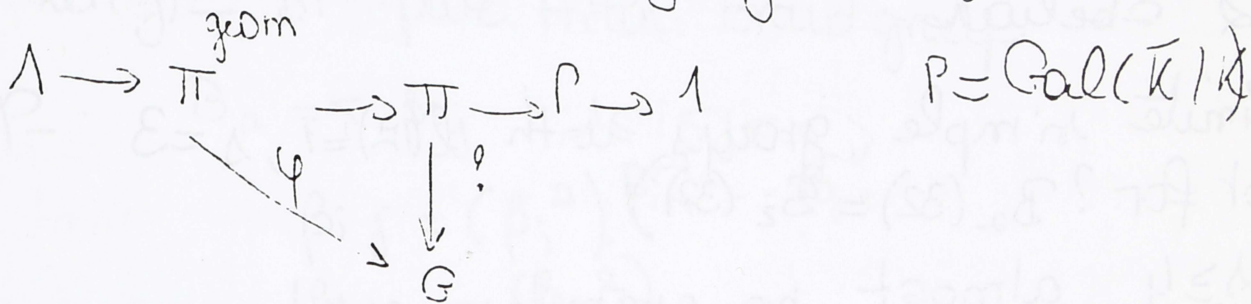 geom
1 → π → π → Γ → 1 Γ = Gal(K̄/K)
φ ?
G